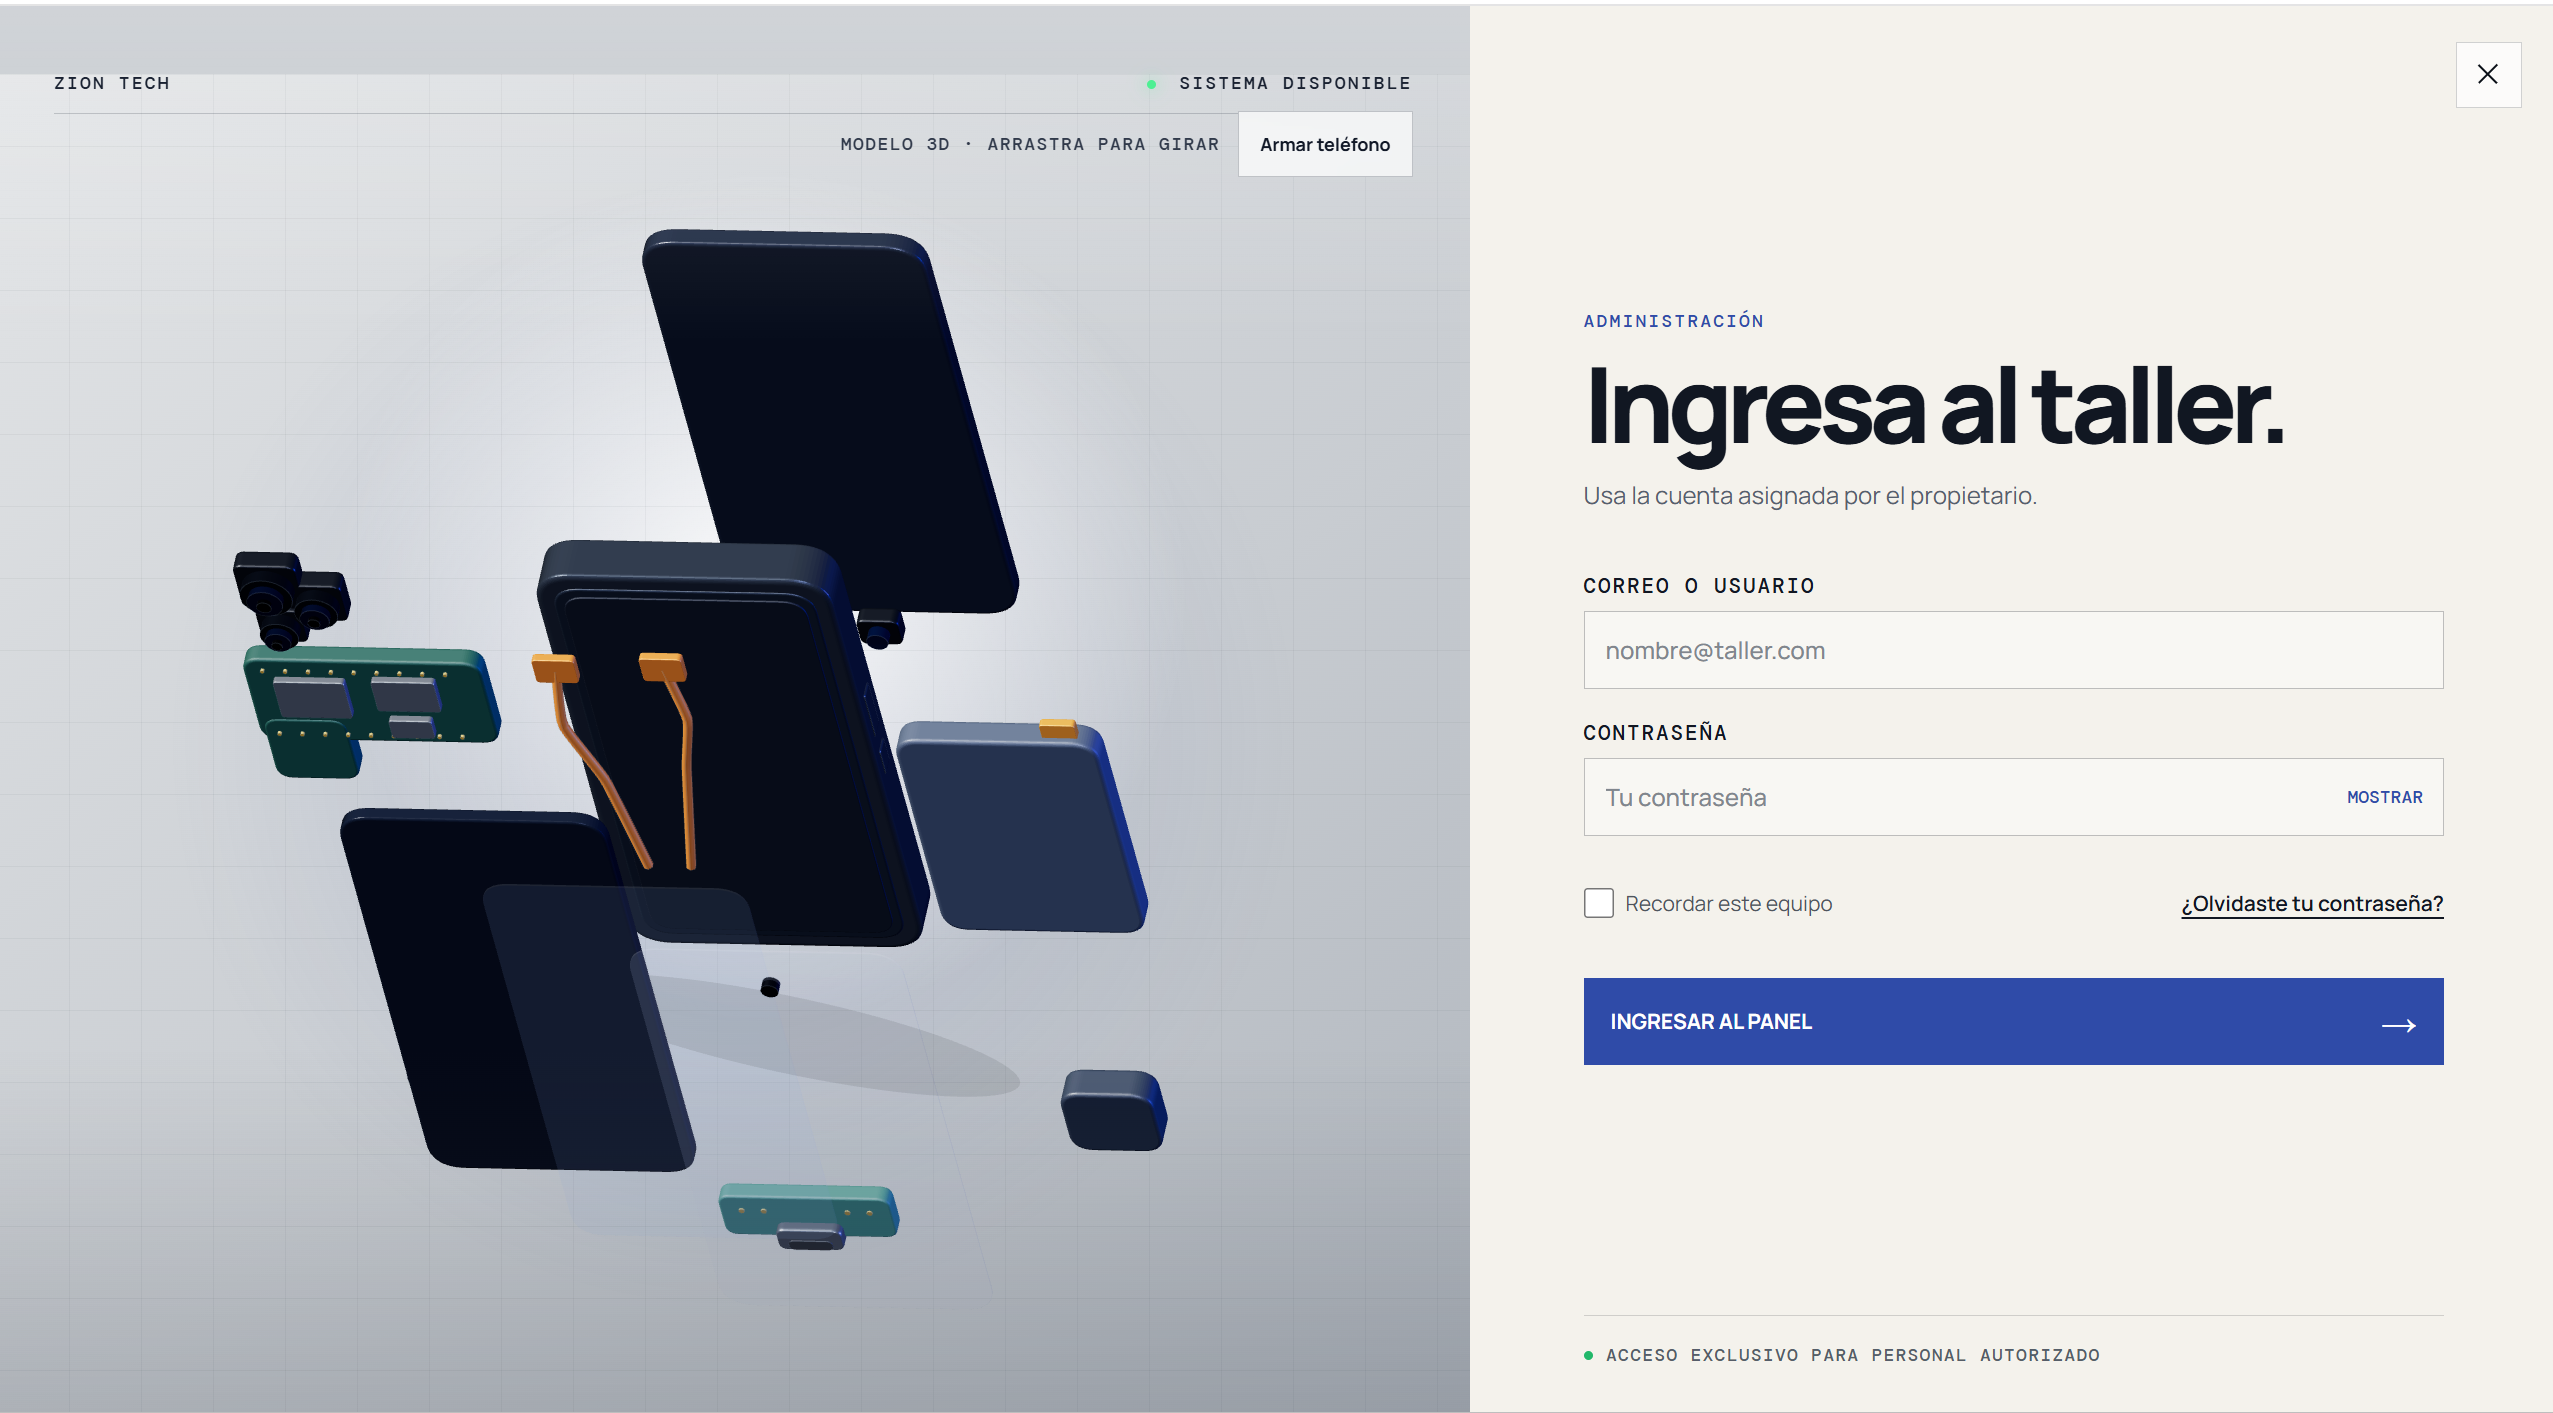 ZION TECH
SISTEMA DISPONIBLE
MODELO 3D · ARRASTRA PARA GIRAR
Armar teléfono
ADMINISTRACIÓN
Ingresa al taller.
Usa la cuenta asignada por el propietario.
CORREO O USUARIO
nombre@taller.com
CONTRASEÑA
Tu contraseña
MOSTRAR
Recordar este equipo
¿Olvidaste tu contraseña?
INGRESAR AL PANEL →
ACCESO EXCLUSIVO PARA PERSONAL AUTORIZADO